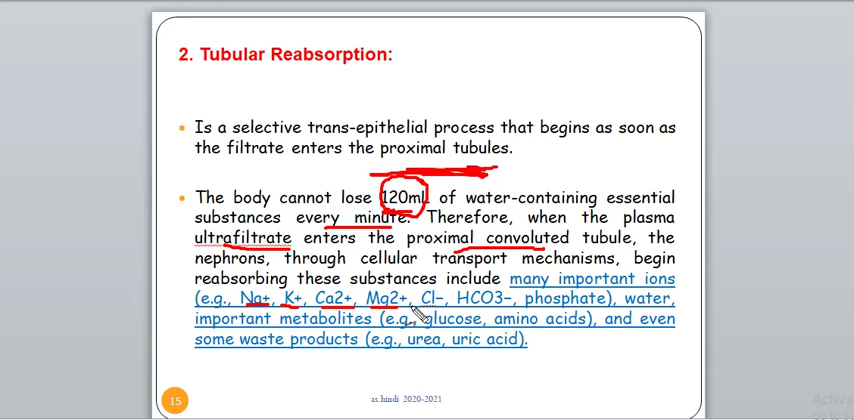 2. Tubular Reabsorption:
• Is a selective trans-epithelial process that begins as soon as
the filtrate enters the proximal tubules.
• The body cannot lose 120mL of water-containing essential
substances every minute. Therefore, when the plasma
ultrafiltrate enters the proximal convoluted tubule, the
nephrons, through cellular transport mechanisms, begin
reabsorbing these substances include many important ions
(e.g., Na+, K+, Ca2+, Mg2+, Cl−, HCO3−, phosphate), water,
important metabolites (e.g., glucose, amino acids), and even
some waste products (e.g., urea, uric acid).
15
as.hindi 2020-2021
Activa